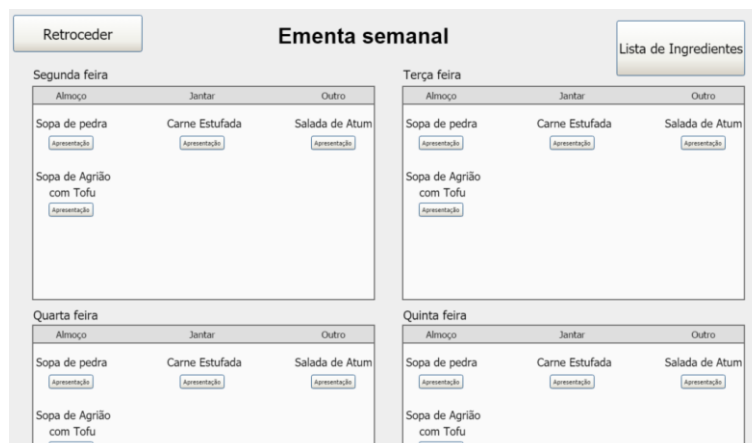 Retroceder
Ementa semanal
Lista de Ingredientes
Segunda feira
Almoço Jantar Outro
Sopa de pedra Carne Estufada Salada de Atum
Apresentação Apresentação Apresentação
Sopa de Agrião
com Tofu
Apresentação
Terça feira
Almoço Jantar Outro
Sopa de pedra Carne Estufada Salada de Atum
Apresentação Apresentação Apresentação
Sopa de Agrião
com Tofu
Apresentação
Quarta feira
Almoço Jantar Outro
Sopa de pedra Carne Estufada Salada de Atum
Apresentação Apresentação Apresentação
Sopa de Agrião
com Tofu
Quinta feira
Almoço Jantar Outro
Sopa de pedra Carne Estufada Salada de Atum
Apresentação Apresentação Apresentação
Sopa de Agrião
com Tofu